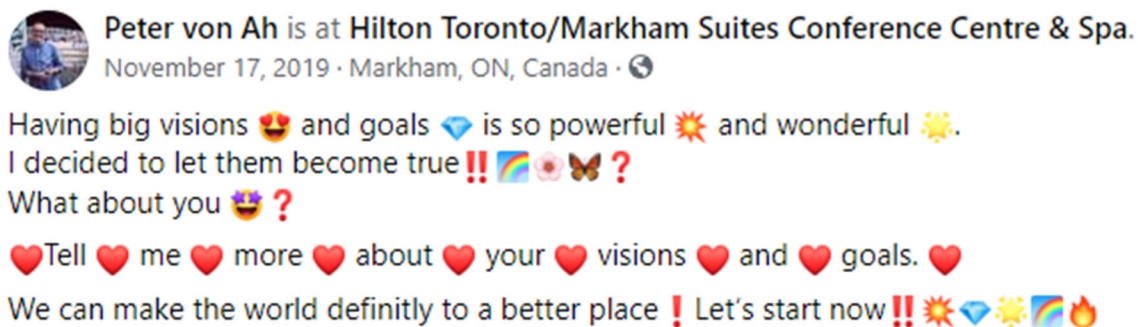 Peter von Ah is at Hilton Toronto/Markham Suites Conference Centre & Spa.
November 17, 2019 · Markham, ON, Canada ·
Having big visions 😍 and goals 💎 is so powerful 💥 and wonderful 🌟.
I decided to let them become true‼️🌈🌸🦋❓
What about you 🤩❓
❤️Tell ❤️ me ❤️ more ❤️ about ❤️ your ❤️ visions ❤️ and ❤️ goals. ❤️
We can make the world definitly to a better place❗ Let‘s start now‼️💥💎🌟🌈🔥